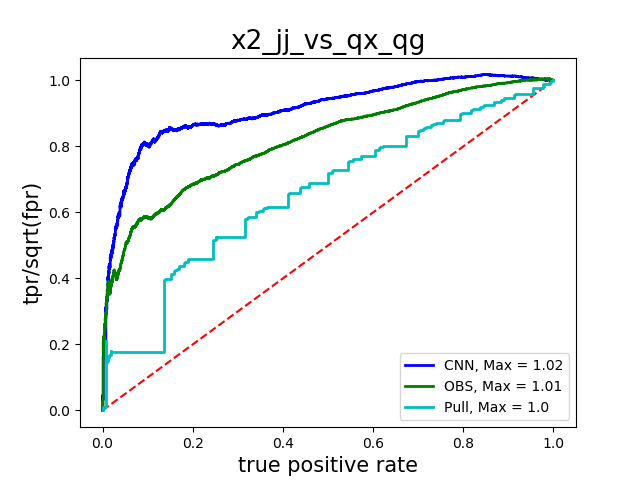 x2_jj_vs_qx_qg
tpr/sqrt(fpr)
1.0
0.8
0.6
0.4
0.2
0.0
0.0 0.2 0.4 0.6 0.8 1.0
true positive rate
CNN, Max = 1.02
OBS, Max = 1.01
Pull, Max = 1.0